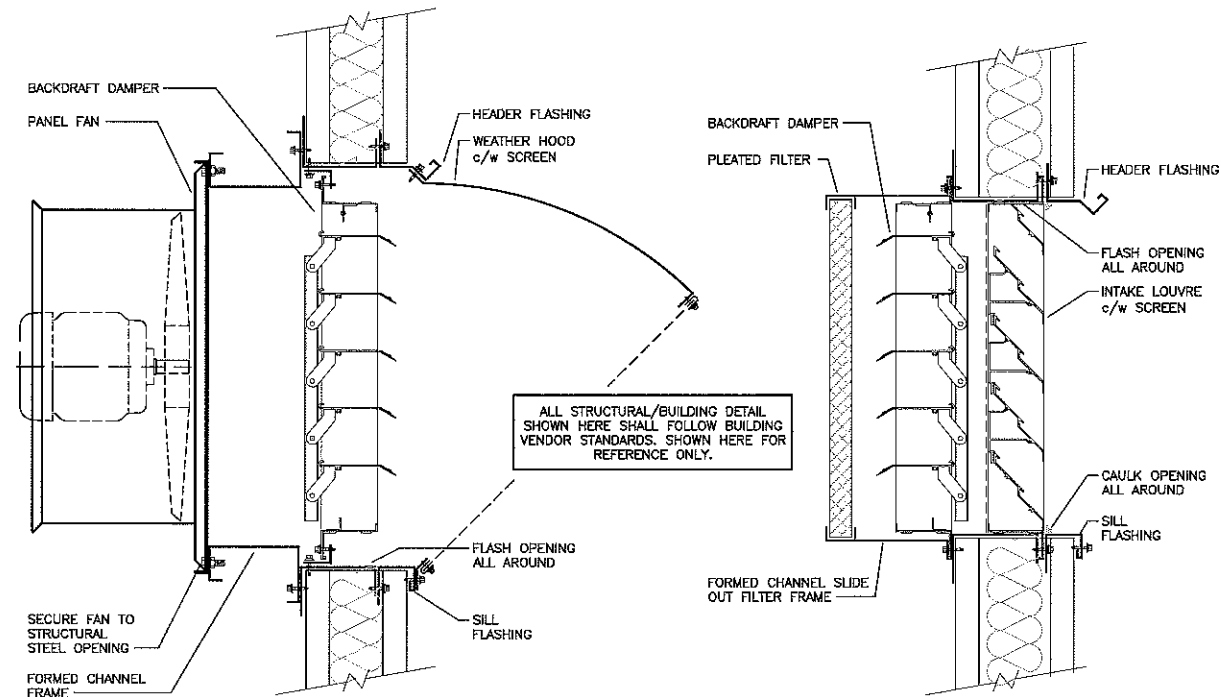 BACKDRAFT DAMPER
PANEL FAN
HEADER FLASHING
WEATHER HOOD
c/w SCREEN
ALL STRUCTURAL/BUILDING DETAIL
SHOWN HERE SHALL FOLLOW BUILDING
VENDOR STANDARDS. SHOWN HERE FOR
REFERENCE ONLY.
FLASH OPENING
ALL AROUND
SILL
FLASHING
SECURE FAN TO
STRUCTURAL
STEEL OPENING
FORMED CHANNEL
FRAME
BACKDRAFT DAMPER
PLEATED FILTER
HEADER FLASHING
FLASH OPENING
ALL AROUND
INTAKE LOUVRE
c/w SCREEN
CAULK OPENING
ALL AROUND
SILL
FLASHING
FORMED CHANNEL SLIDE
OUT FILTER FRAME